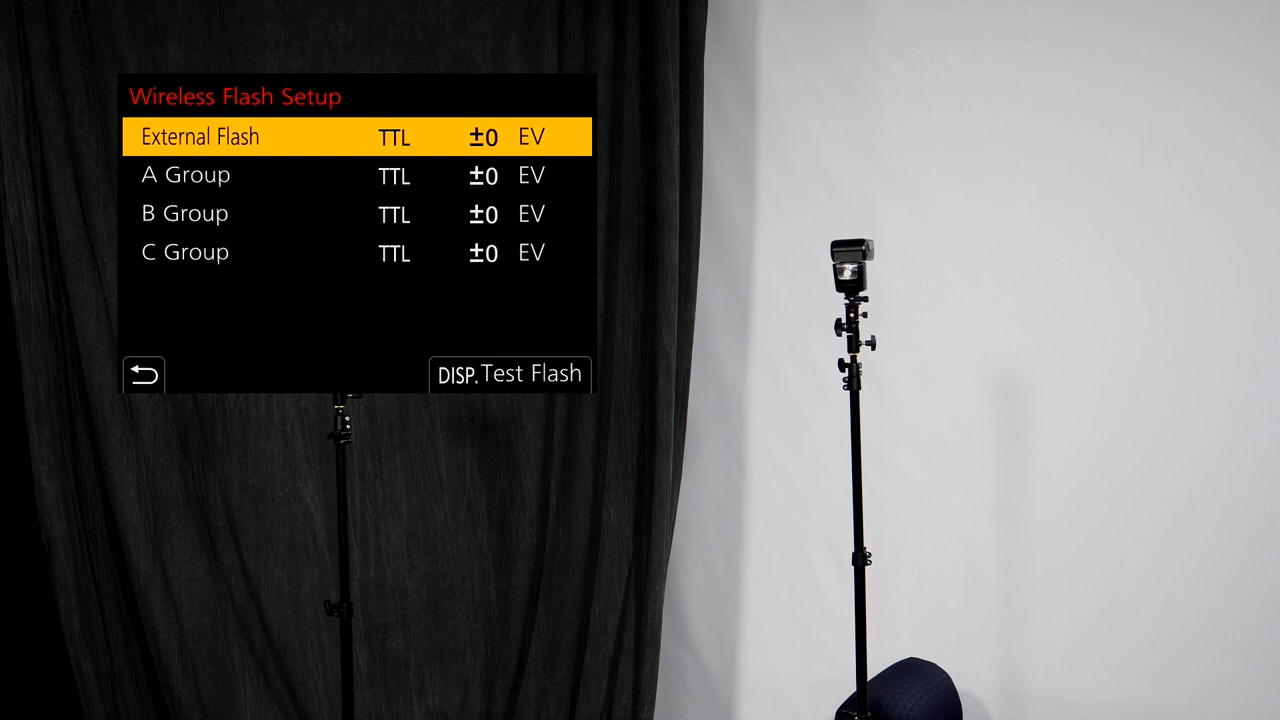 Wireless Flash Setup
External Flash TTL ±0 EV
A Group TTL ±0 EV
B Group TTL ±0 EV
C Group TTL ±0 EV
DISP. Test Flash